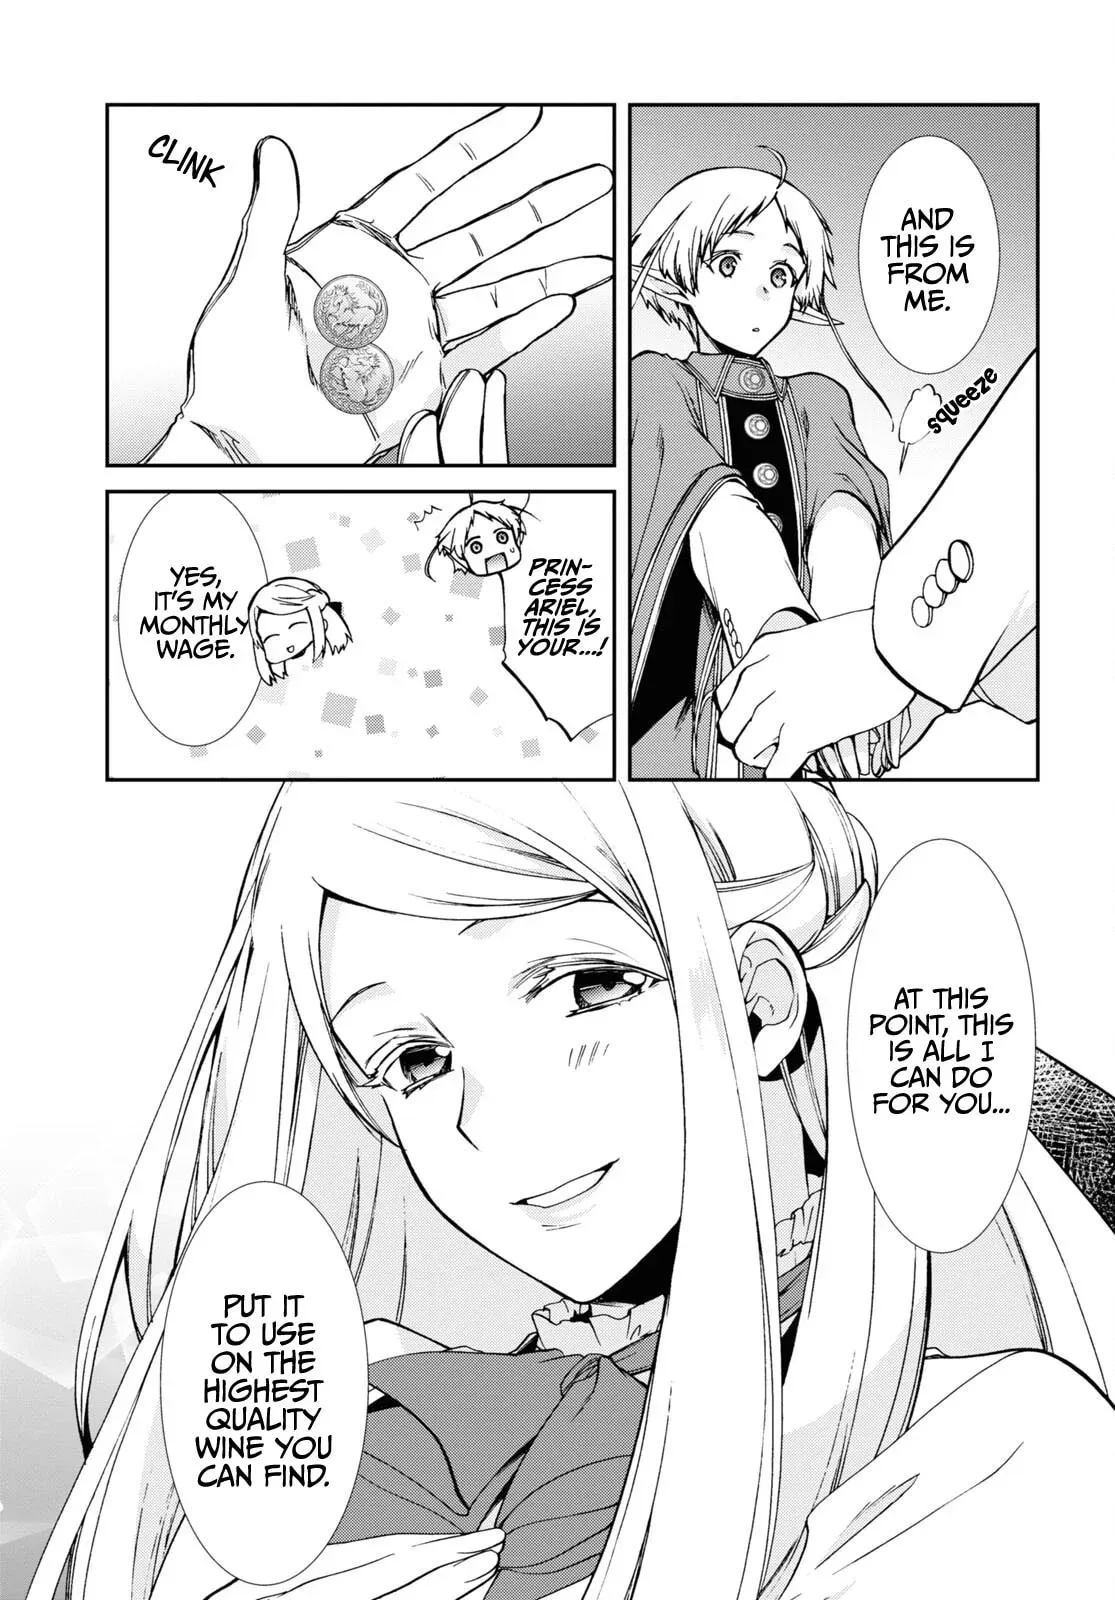 AND
THIS IS
FROM
ME.
squeeze
CLINK
PRIN-
CESS
ARIEL,
THIS IS
YOUR...!
YES,
IT'S MY
MONTHLY
WAGE.
AT THIS
POINT, THIS
IS ALL I
CAN DO
FOR YOU...
PUT IT
TO USE
ON THE
HIGHEST
QUALITY
WINE YOU
CAN FIND.